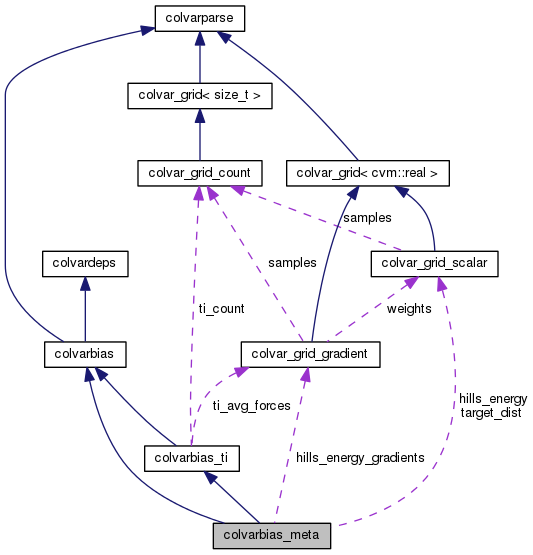 colvarparse
colvar_grid< size_t >
colvar_grid_count
colvar_grid< cvm::real >
samples
colvardeps
samples
colvar_grid_scalar
ti_count
weights
colvarbias
colvar_grid_gradient
hills_energy
target_dist
ti_avg_forces
colvarbias_ti
hills_energy_gradients
colvarbias_meta